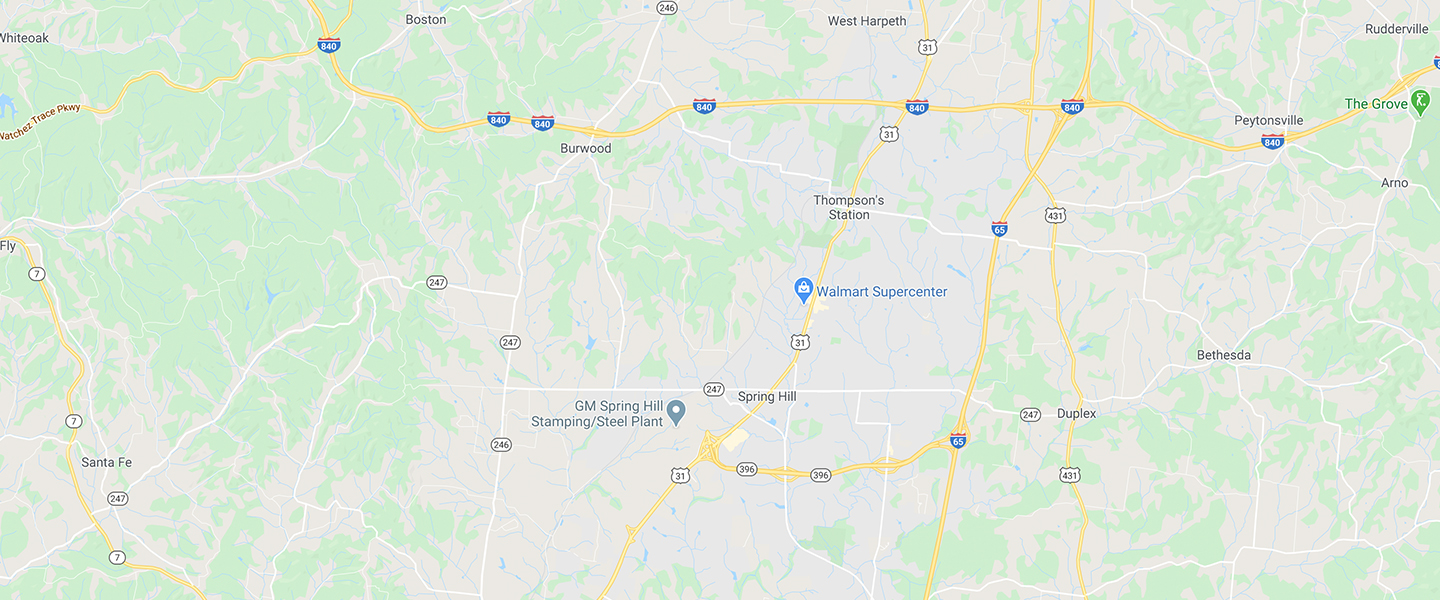 246
Boston
West Harpeth
Whiteoak
Rudderville
840
31
Natchez Trace Pkwy
The Grove
840
840
840
840
840
31
Peytonsville
840
Burwood
Arno
Thompson's
Station
431
65
Fly
7
247
Walmart Supercenter
247
31
Bethesda
247
Spring Hill
GM Spring Hill
Stamping/Steel Plant
247
Duplex
7
246
65
Santa Fe
31
396
396
431
247
7